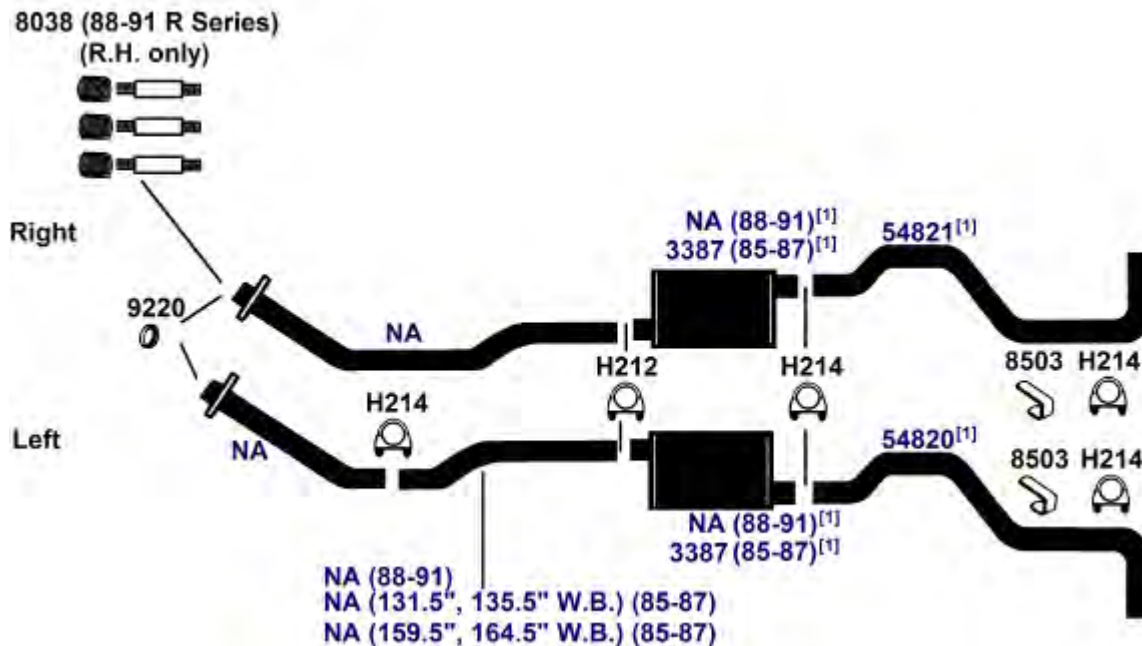 8038 (88-91 R Series)
(R.H. only)
Right
NA (88-91)[1]
3387 (85-87)[1]
54821[1]
9220
NA
H212
H214
8503 H214
H214
Left
NA
54820[1]
8503 H214
NA (88-91)[1]
3387 (85-87)[1]
NA (88-91)
NA (131.5", 135.5" W.B.) (85-87)
NA (159.5", 164.5" W.B.) (85-87)